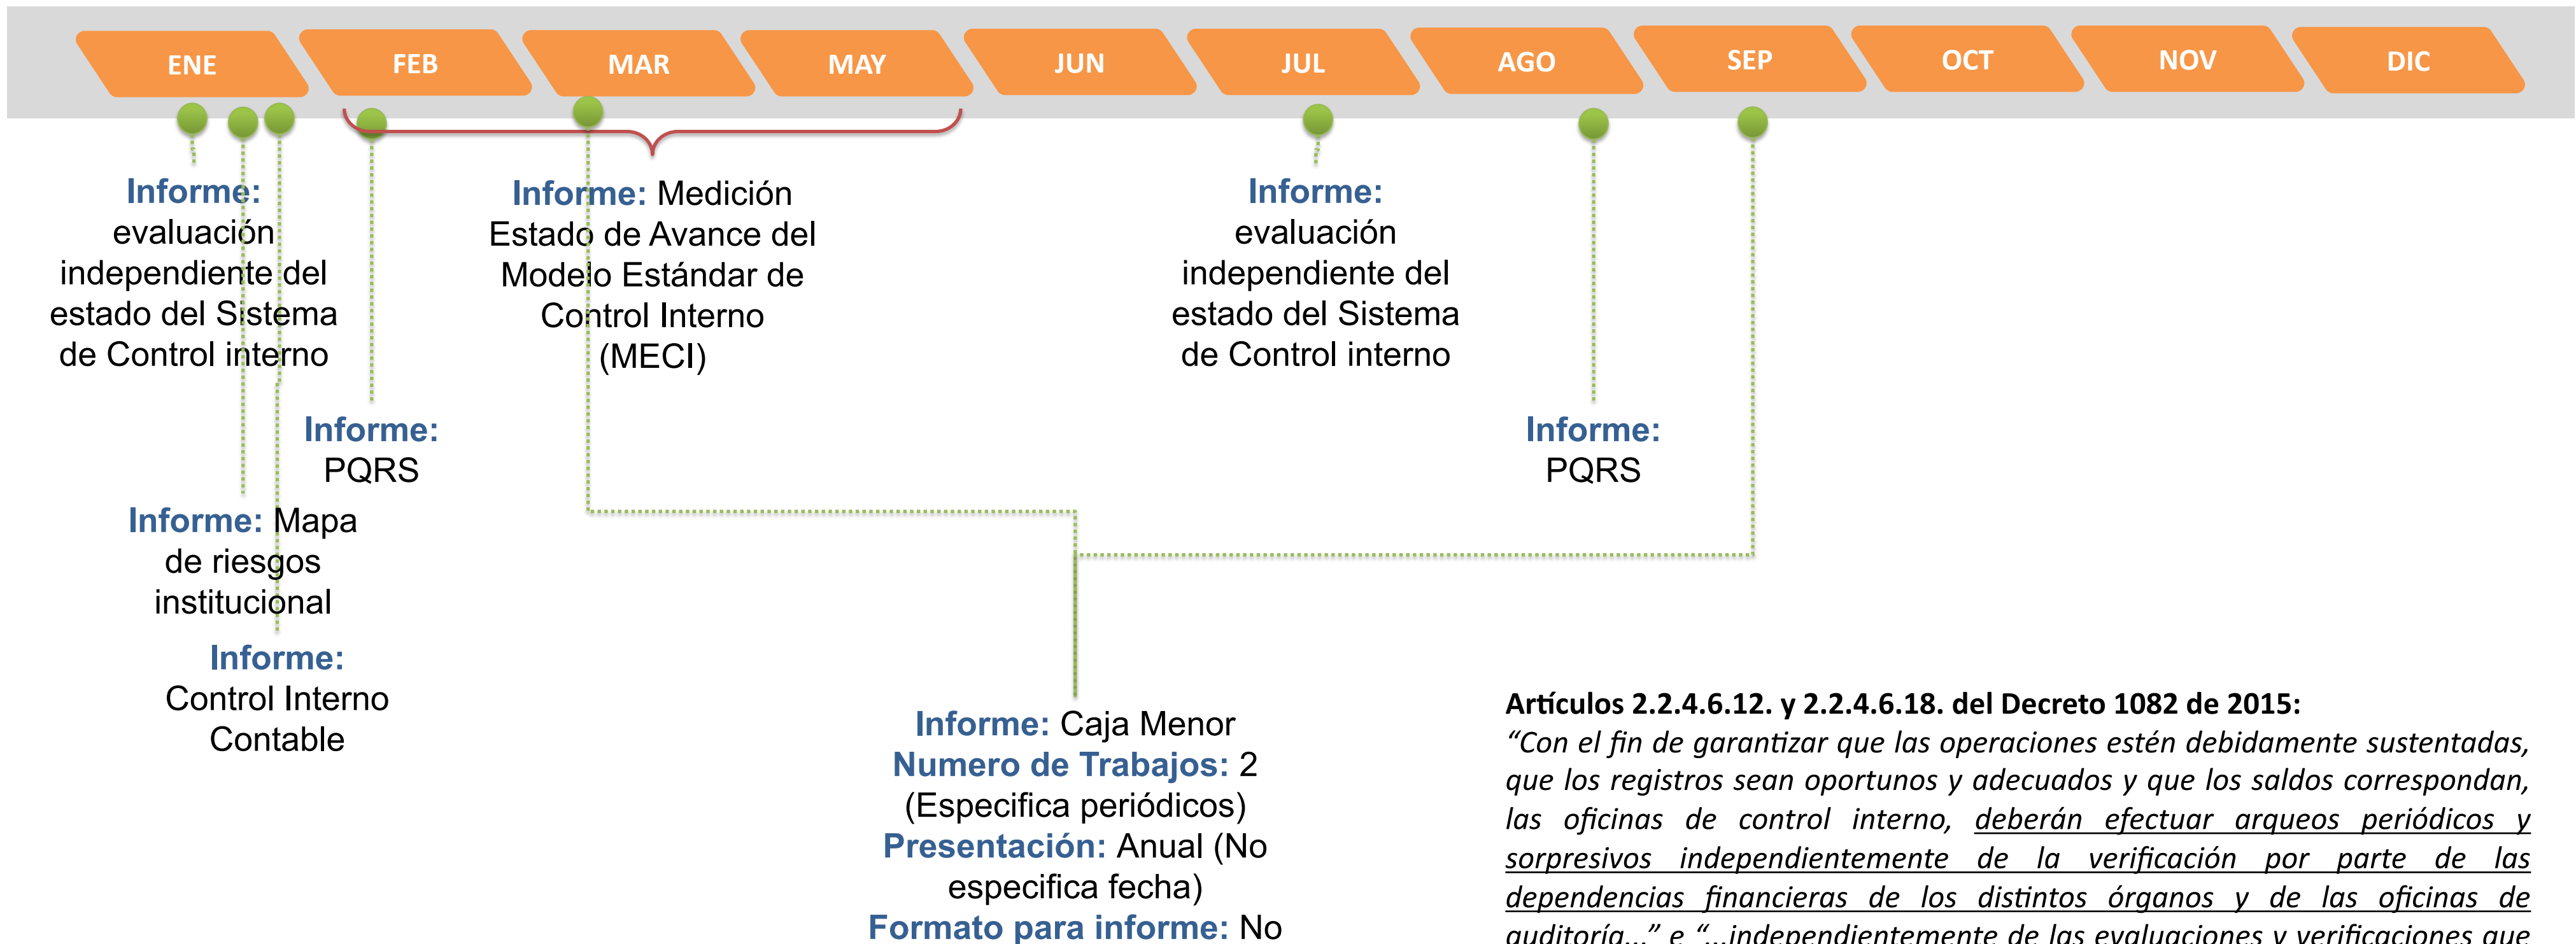 ENE
FEB
MAR
MAY
JUN
JUL
AGO
SEP
OCT
NOV
DIC
Informe:
evaluación
independiente del
estado del Sistema
de Control interno
Informe: Medición
Estado de Avance del
Modelo Estándar de
Control Interno
(MECI)
Informe:
evaluación
independiente del
estado del Sistema
de Control interno
Informe:
PQRS
Informe:
PQRS
Informe: Mapa
de riesgos
institucional
Informe:
Control Interno
Contable
Informe: Caja Menor
Numero de Trabajos: 2
(Especifica periódicos)
Presentación: Anual (No
especifica fecha)
Formato para informe: No
Artículos 2.2.4.6.12. y 2.2.4.6.18. del Decreto 1082 de 2015:
“Con el fin de garantizar que las operaciones estén debidamente sustentadas,
que los registros sean oportunos y adecuados y que los saldos correspondan,
las oficinas de control interno, deberán efectuar arqueos periódicos y
sorpresivos independientemente de la verificación por parte de las
dependencias financieras de los distintos órganos y de las oficinas de
auditoría...” e “...independientemente de las evaluaciones y verificaciones que